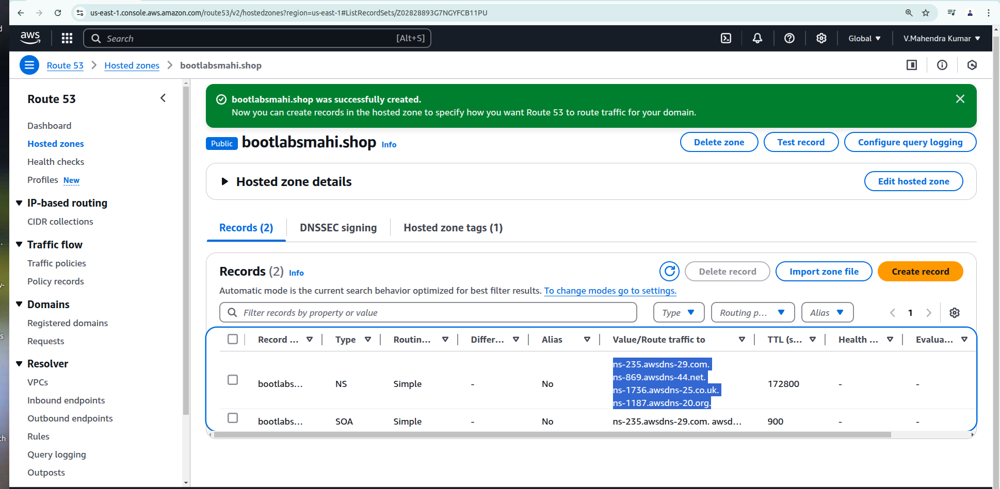 us-east-1.console.aws.amazon.com/route53/v2/hostedzones?region=us-east-1#ListRecordSets/Z02828893G7NGYFCB11PU
aws
Search
[Alt+S]
Global
V.Mahendra Kumar
Route 53
Hosted zones
bootlabsmahi.shop
Route 53
Dashboard
Hosted zones
Health checks
Profiles New
IP-based routing
CIDR collections
Traffic flow
Traffic policies
Policy records
Domains
Registered domains
Requests
Resolver
VPCs
Inbound endpoints
Outbound endpoints
Rules
Query logging
Outposts
bootlabsmahi.shop was successfully created.
Now you can create records in the hosted zone to specify how you want Route 53 to route traffic for your domain.
Public bootlabsmahi.shop Info
Delete zone
Test record
Configure query logging
Hosted zone details
Edit hosted zone
Records (2)
DNSSEC signing
Hosted zone tags (1)
Records (2) Info
Delete record
Import zone file
Create record
Automatic mode is the current search behavior optimized for best filter results. To change modes go to settings.
Filter records by property or value
Type
Routing p...
Alias
1
Record ... Type Routin... Differ... Alias Value/Route traffic to TTL (s... Health ... Evalua...
bootlabs... NS Simple - No
ns-235.awsdns-29.com.
ns-869.awsdns-44.net.
ns-1736.awsdns-25.co.uk.
ns-1187.awsdns-20.org.
172800 - -
bootlabs... SOA Simple - No ns-235.awsdns-29.com. awsd... 900 - -